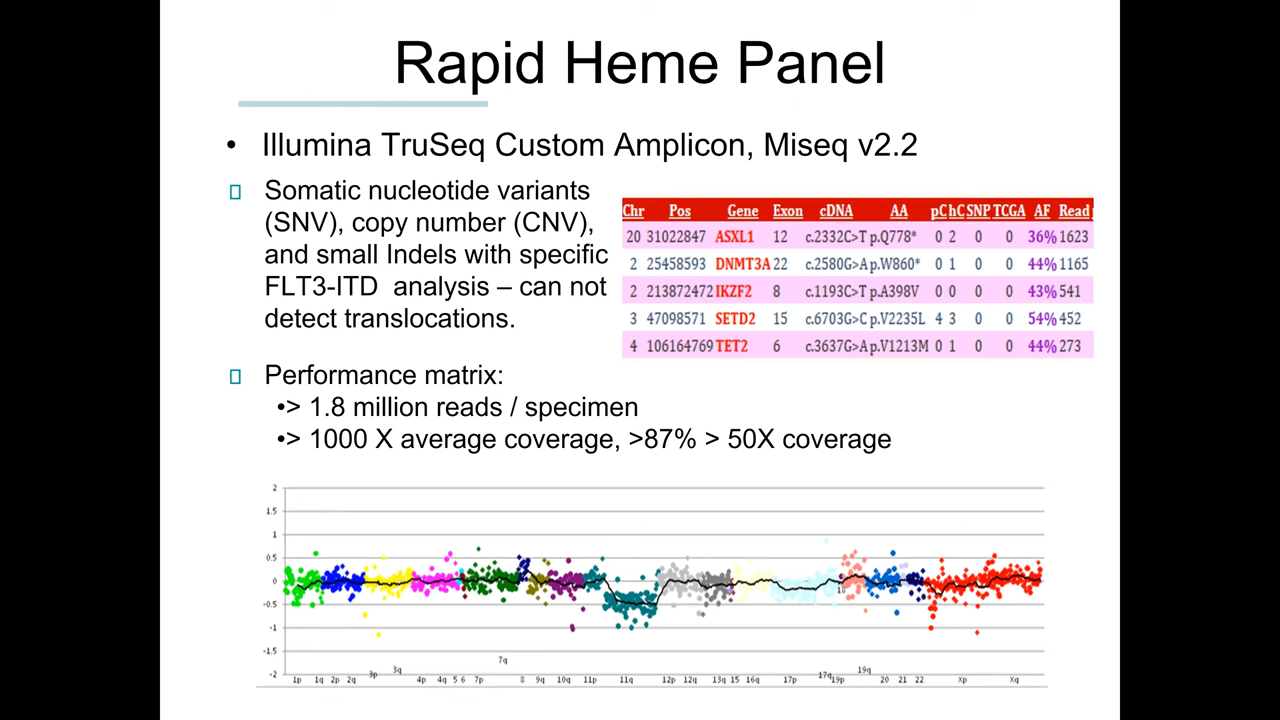 Rapid Heme Panel
• Illumina TruSeq Custom Amplicon, Miseq v2.2
Somatic nucleotide variants
(SNV), copy number (CNV),
and small Indels with specific
FLT3-ITD analysis – can not
detect translocations.
Chr Pos Gene Exon cDNA AA pC hC SNP TCGA AF Read
20 31022847 ASXL1 12 c.2332C>T p.Q778* 0 2 0 0 36% 1623
2 25458593 DNMT3A 22 c.2580G>A p.W860* 0 1 0 0 44% 1165
2 213872472 IKZF2 8 c.1193C>T p.A398V 0 0 0 0 43% 541
3 47098571 SETD2 15 c.6703G>C p.V2235L 4 3 0 0 54% 452
4 106164769 TET2 6 c.3637G>A p.V1213M 0 1 0 0 44% 273
Performance matrix:
•> 1.8 million reads / specimen
•> 1000 X average coverage, >87% > 50X coverage
2
1.5
1
0.5
0
-0.5
-1
-1.5
-2
18
1p 1q 2p 2q 3p 3q 4p 4q 5 6 7p 7q 8 9q 10q 11p 11q 12p 12q 13q 15 16q 17p 17q 19p 19q 20 21 22 Xp Xq